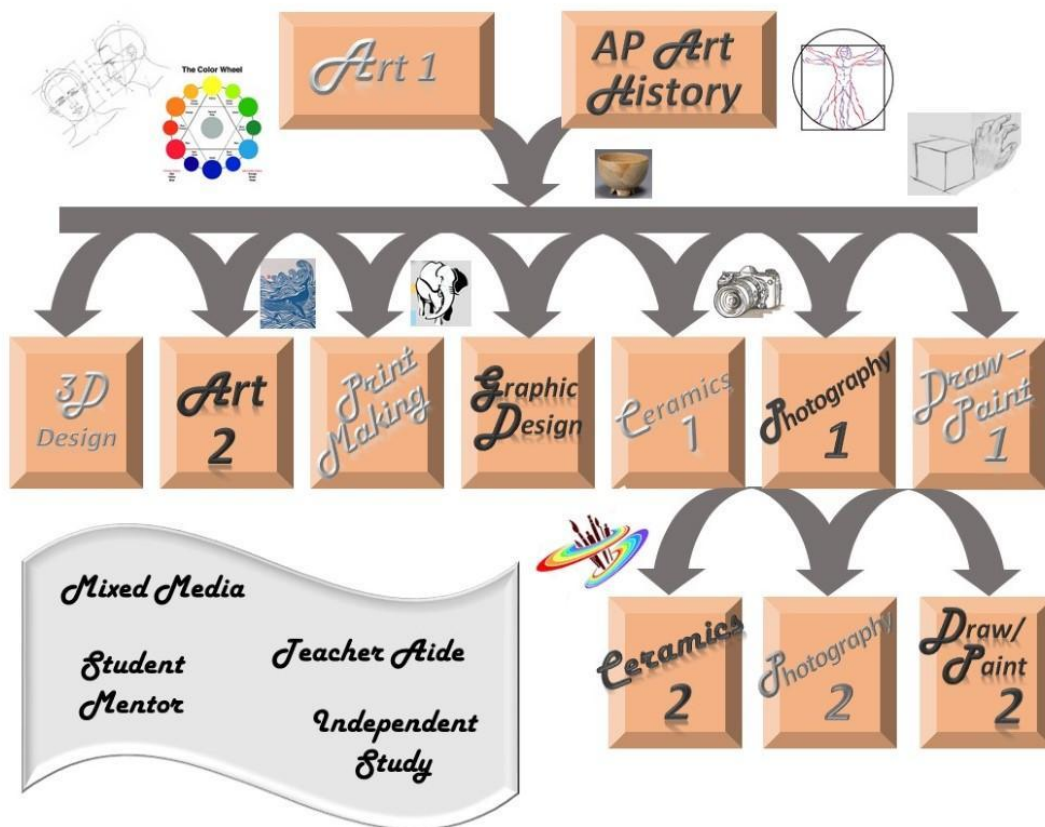 Art 1
AP Art
History
The Color Wheel
3D
Design
Art
2
Print
Making
Graphic
Design
Ceramics
1
Photography
1
Draw-
Paint
1
Mixed Media
Student
Mentor
Teacher Aide
Independent
Study
Ceramics
2
Photography
2
Draw/
Paint
2